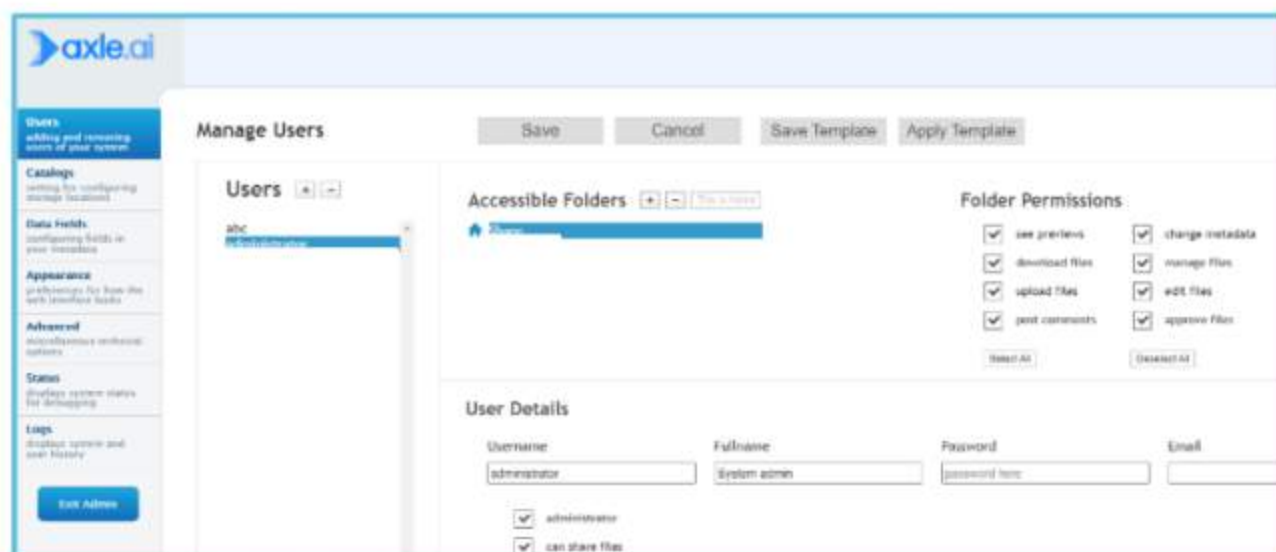 axle.ai
Users
adding and removing
users of your system
Catalogs
setting for configuring
storage locations
Data Fields
configuring fields in
your metadata
Appearance
preferences for how the
web interface looks
Advanced
miscellaneous technical
options
Status
displays system status
for debugging
Logs
displays system and
user history
Exit Admin
Manage Users
Save
Cancel
Save Template
Apply Template
Users + -
abc
administrator
Accessible Folders + -
Folder Permissions
see previews
change metadata
download files
manage files
upload files
edit files
post comments
approve files
Select All
Deselect All
User Details
Username
Fullname
Password
Email
administrator
System admin
password here
administrator
can share files